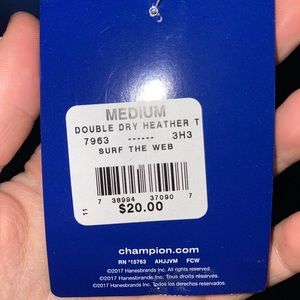 MEDIUM
DOUBLE DRY HEATHER T
7963 ------ 3H3
SURF THE WEB
7 38994 37090 7
11
$20.00
champion.com
RN 15763 AHJJVM FCW
©2017 Hanesbrands Inc. All rights reserved.
©2017 Hanesbrands Inc. Tous droits réservés.
©2017 Hanesbrands Inc. Todos los derechos reservados.